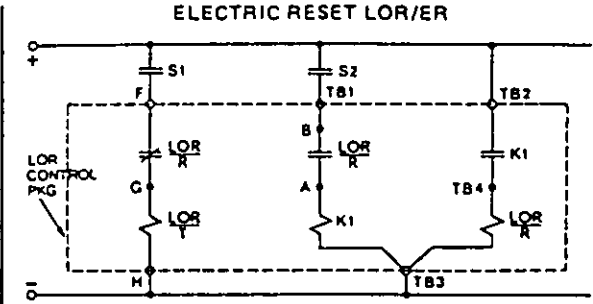 ELECTRIC RESET LOR/ER
+
S1
S2
F
TB1
TB2
B
LOR
R
LOR
R
K1
LOR
CONTROL
PKG
G
A
TB4
LOR
T
K1
LOR
R
−
H
TB3